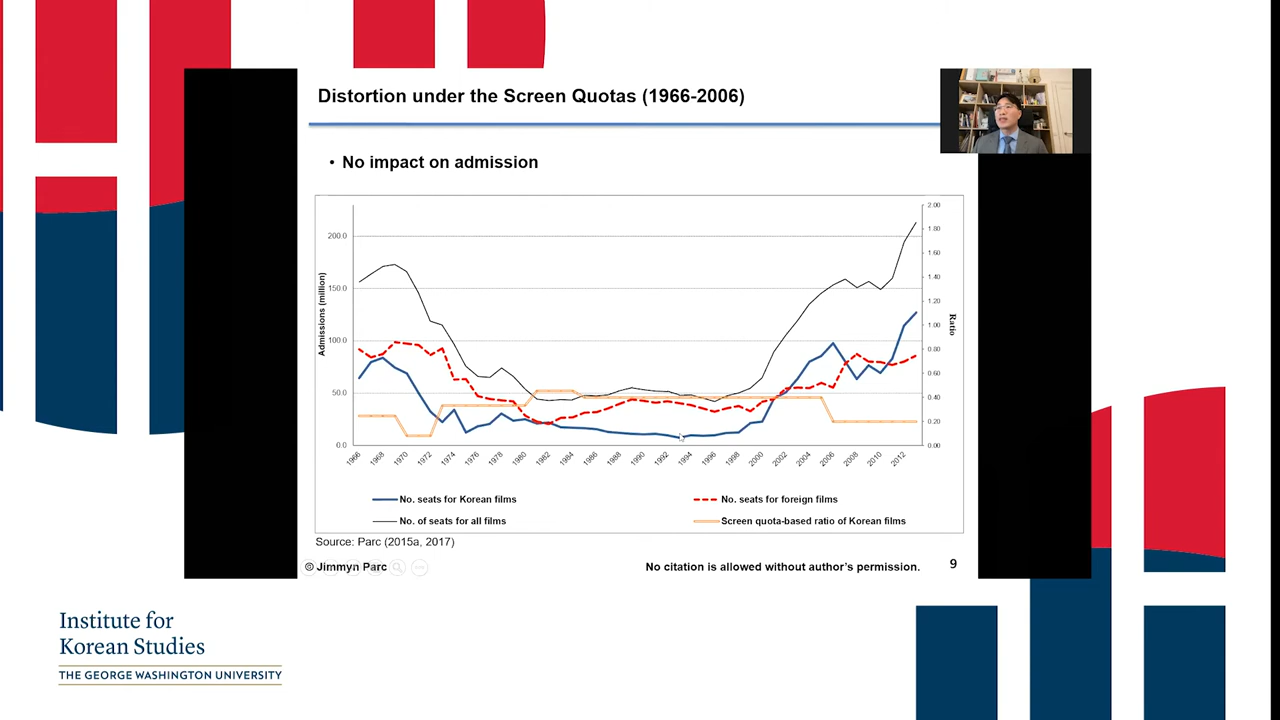 Distortion under the Screen Quotas (1966-2006)
• No impact on admission
Admissions (million)
200.0
150.0
100.0
50.0
0.0
2.00
1.80
1.60
1.40
1.20
1.00
0.80
0.60
0.40
0.20
0.00
Ratio
1966 1968 1970 1972 1974 1976 1978 1980 1982 1984 1986 1988 1990 1992 1994 1996 1998 2000 2002 2004 2006 2008 2010 2012
No. seats for Korean films
No. seats for foreign films
No. of seats for all films
Screen quota-based ratio of Korean films
Source: Parc (2015a, 2017)
© Jimmyn Parc
No citation is allowed without author's permission.
9
Institute for
Korean Studies
THE GEORGE WASHINGTON UNIVERSITY